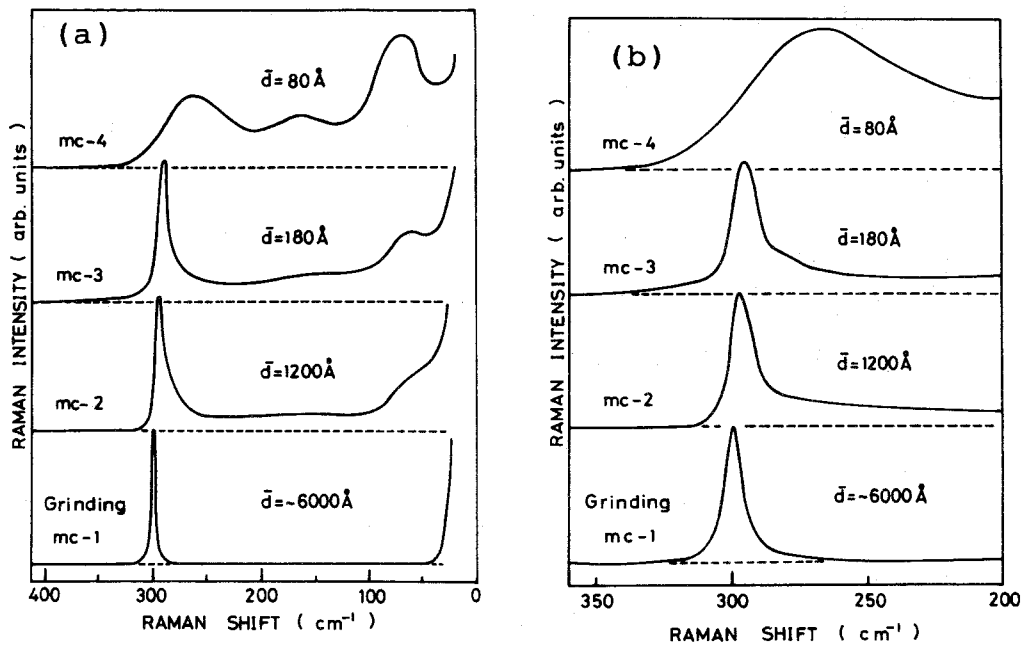 (a)
RAMAN INTENSITY ( arb. units )
mc-4
d̄=80Å
mc-3
d̄=180Å
mc-2
d̄=1200Å
Grinding
mc-1
d̄=~6000Å
400 300 200 100 0
RAMAN SHIFT ( cm⁻¹ )
(b)
RAMAN INTENSITY ( arb.units )
mc-4
d̄=80Å
mc-3
d̄=180Å
mc-2
d̄=1200Å
Grinding
mc-1
d̄=~6000Å
350 300 250 200
RAMAN SHIFT ( cm⁻¹ )